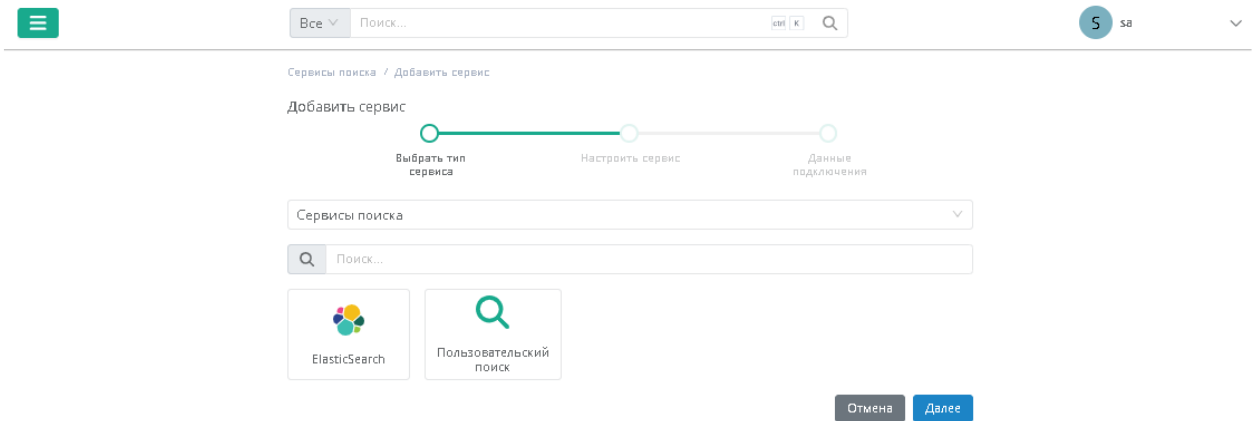 Все Поиск... ctrl K S sa
Сервисы поиска / Добавить сервис
Добавить сервис
Выбрать тип сервиса
Настроить сервис
Данные подключения
Сервисы поиска
Поиск...
ElasticSearch
Пользовательский поиск
Отмена Далее